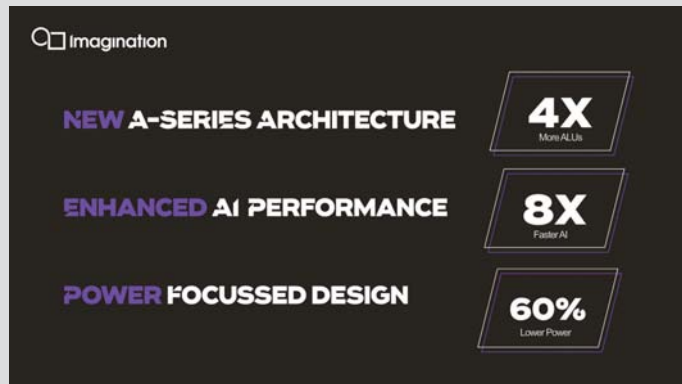 Imagination
NEW A-SERIES ARCHITECTURE
4X
More ALUs
ENHANCED AI PERFORMANCE
8X
Faster AI
POWER FOCUSSED DESIGN
60%
Lower Power